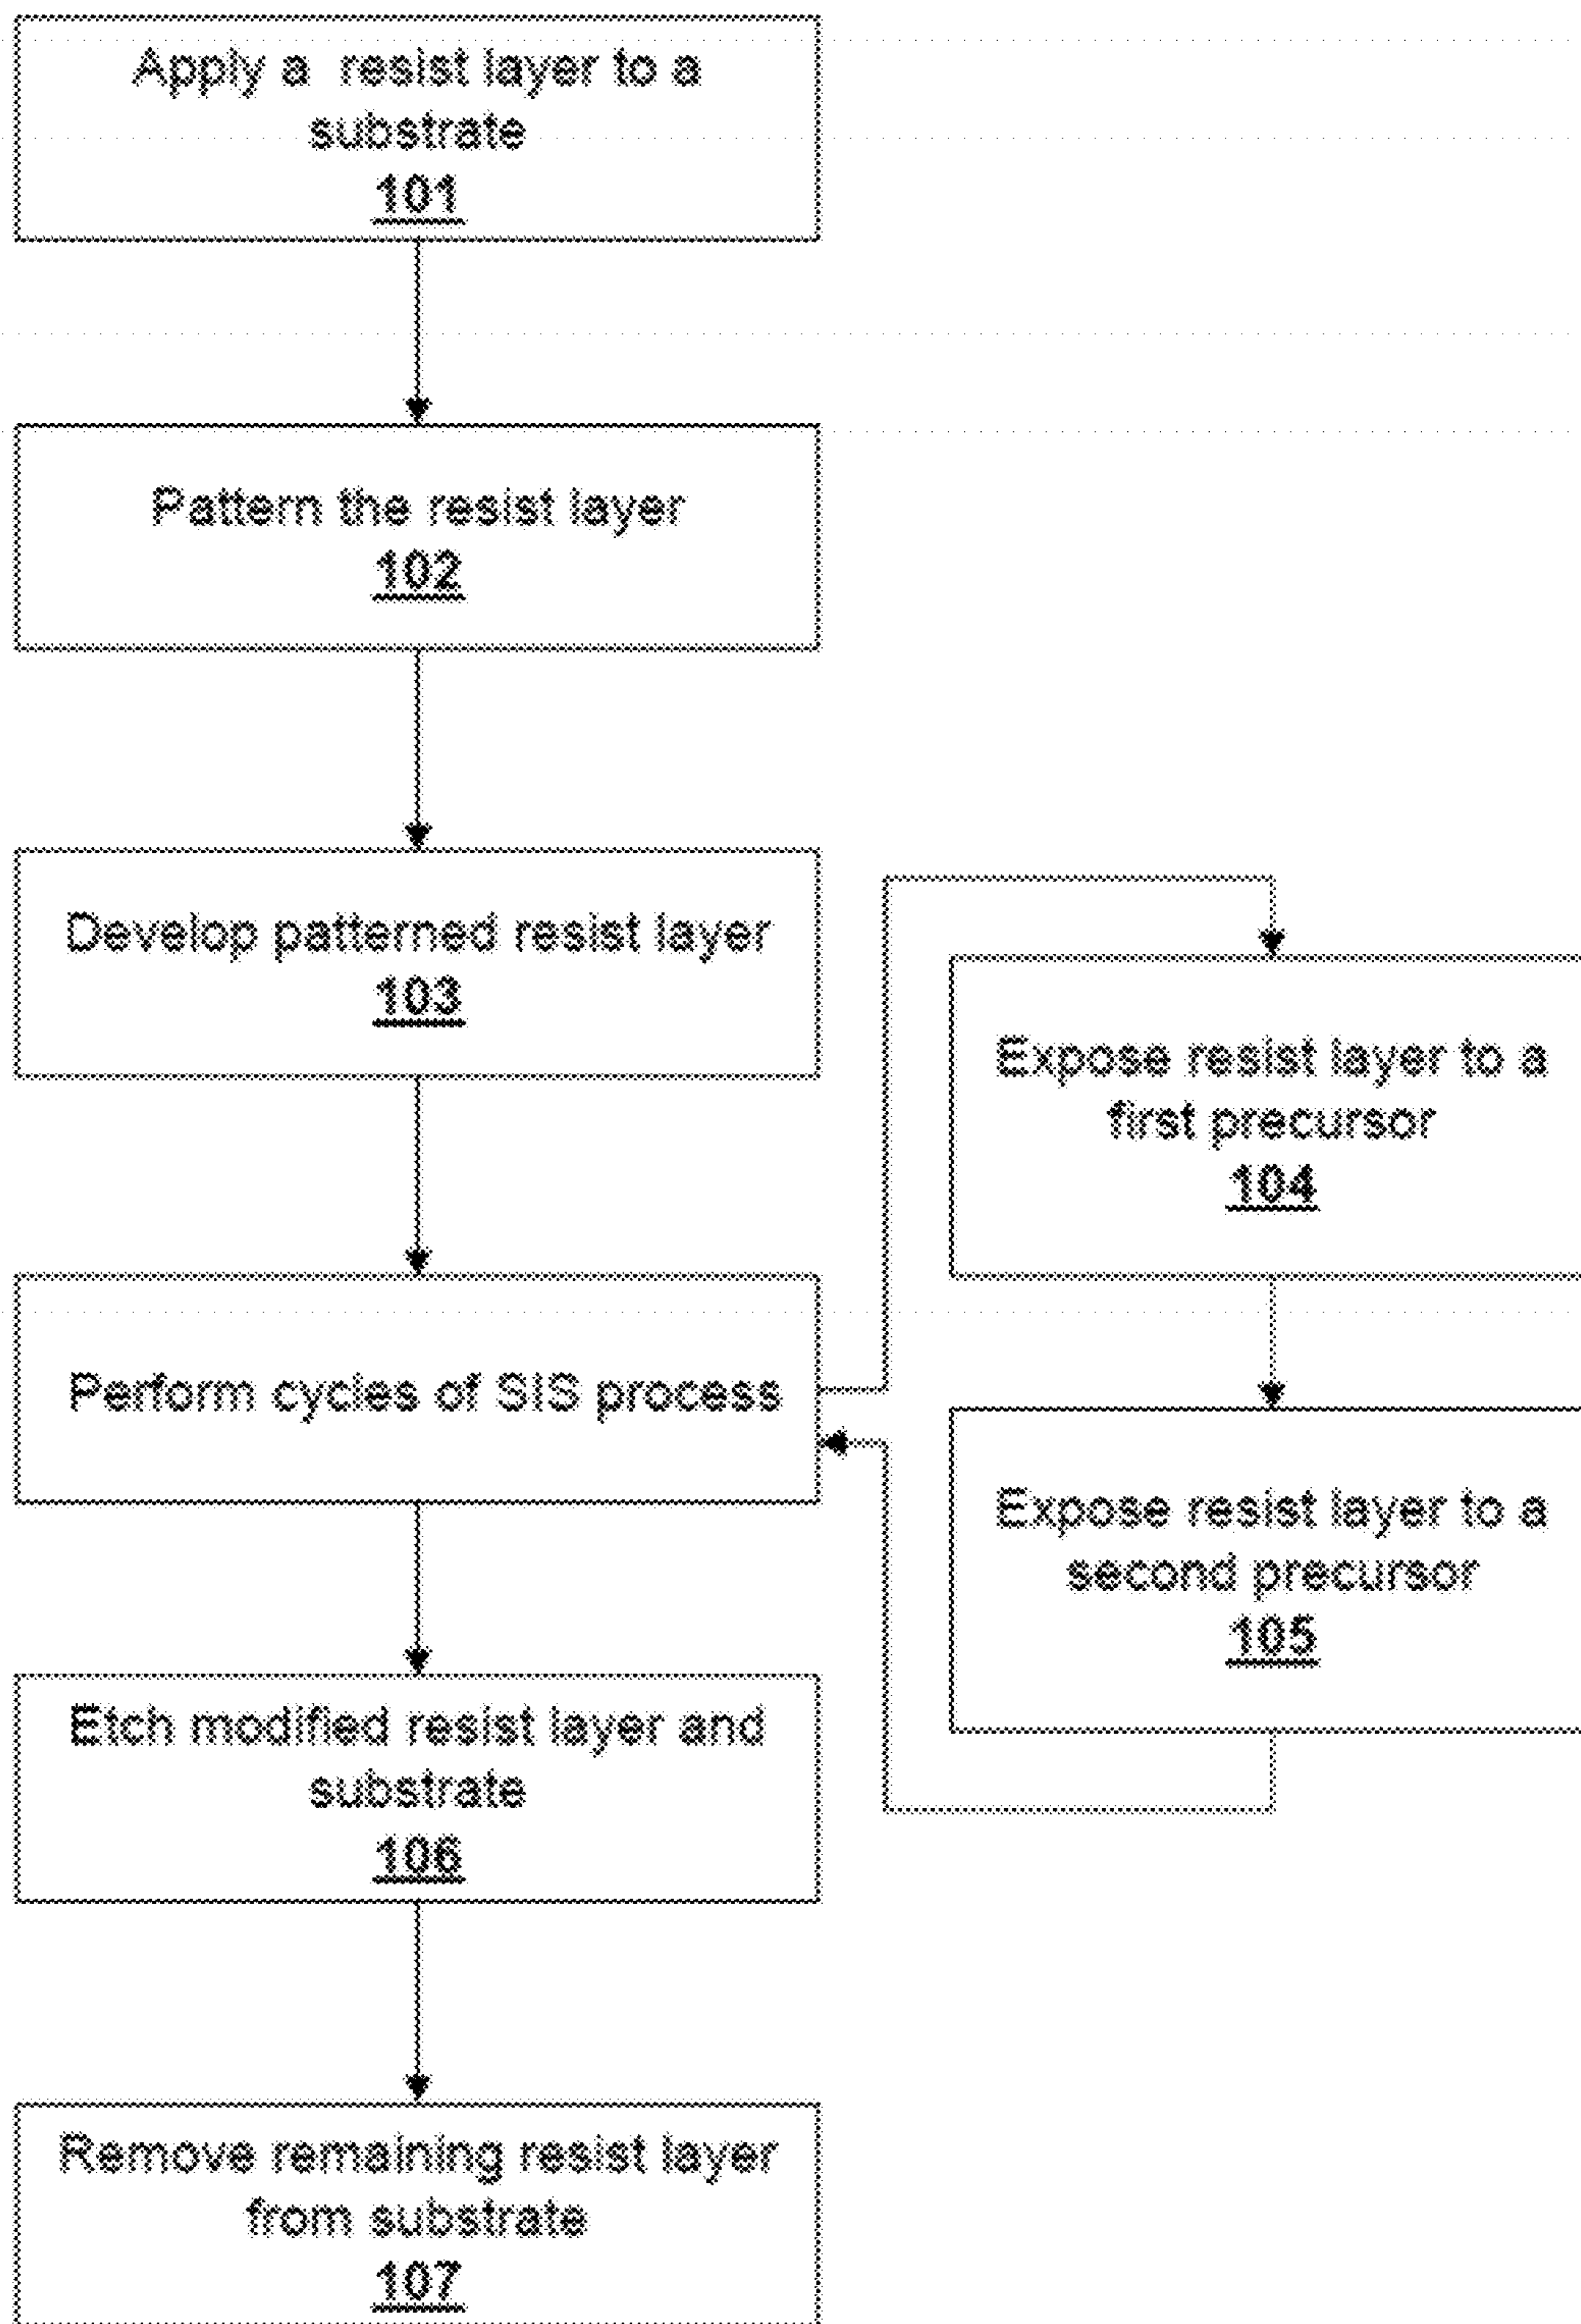 Apply a resist layer to a
substrate
101
Pattern the resist layer
102
Develop patterned resist layer
103
Perform cycles of SIS process
Expose resist layer to a
first precursor
104
Expose resist layer to a
second precursor
105
Etch modified resist layer and
substrate
106
Remove remaining resist layer
from substrate
107